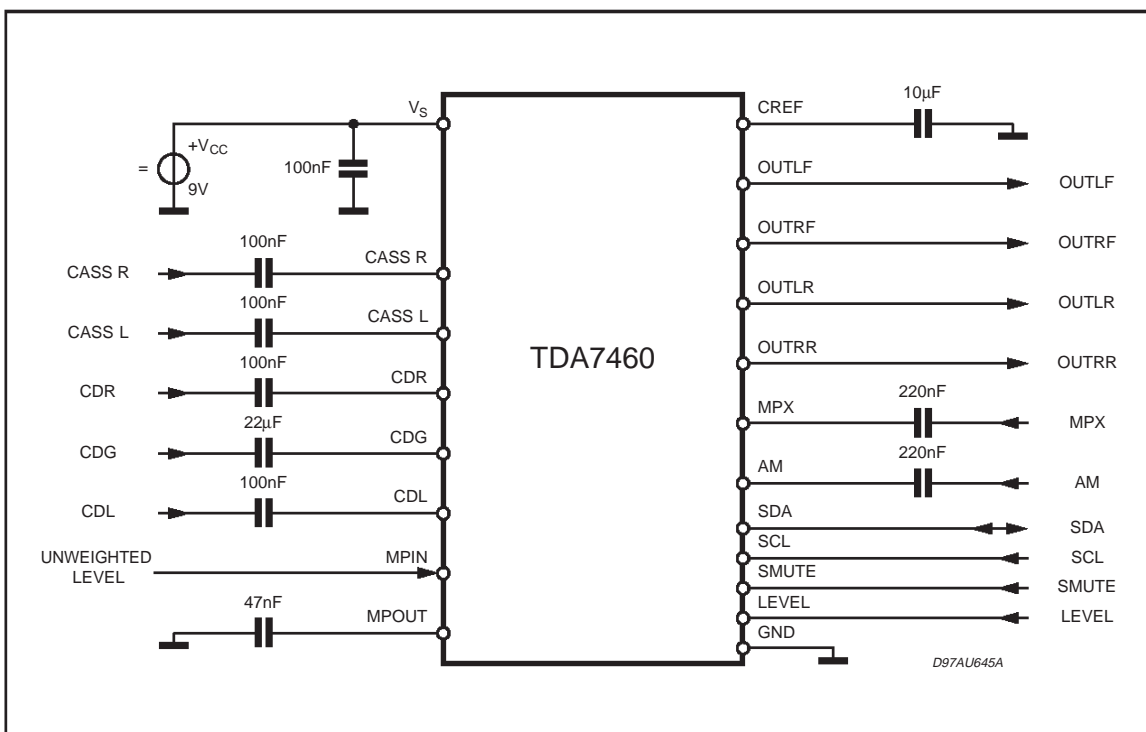 VS
+VCC
=
9V
100nF
100nF
CASS R
CASS R
100nF
CASS L
CASS L
100nF
CDR
CDR
22µF
CDG
CDG
100nF
CDL
CDL
UNWEIGHTED
LEVEL
MPIN
47nF
MPOUT
TDA7460
CREF
10µF
OUTLF
OUTLF
OUTRF
OUTRF
OUTLR
OUTLR
OUTRR
OUTRR
MPX
220nF
MPX
AM
220nF
AM
SDA
SDA
SCL
SCL
SMUTE
SMUTE
LEVEL
LEVEL
GND
D97AU645A